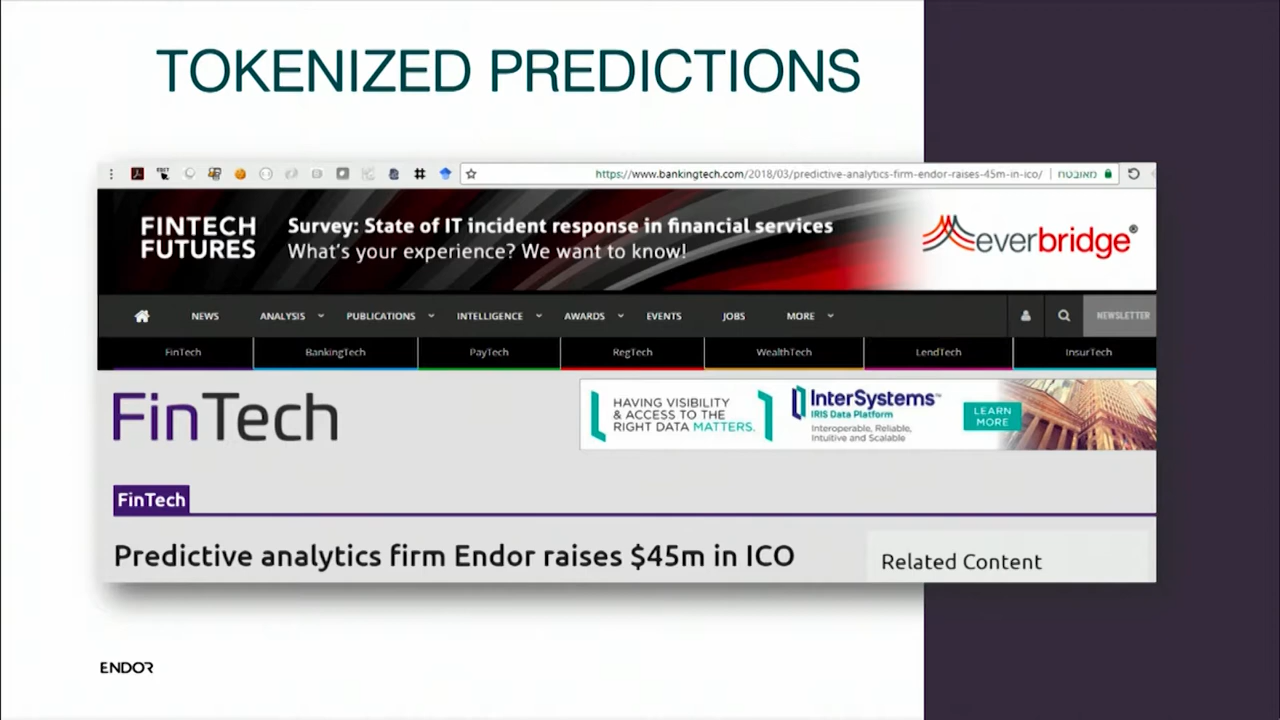 TOKENIZED PREDICTIONS
https://www.bankingtech.com/2018/03/predictive-analytics-firm-endor-raises-45m-in-ico/ | מאובטח
FINTECH
FUTURES
Survey: State of IT incident response in financial services
What's your experience? We want to know!
everbridge®
NEWS ANALYSIS PUBLICATIONS INTELLIGENCE AWARDS EVENTS JOBS MORE NEWSLETTER
FinTech BankingTech PayTech RegTech WealthTech LendTech InsurTech
FinTech
HAVING VISIBILITY
& ACCESS TO THE
RIGHT DATA MATTERS.
InterSystems™
IRIS Data Platform
Interoperable, Reliable,
Intuitive and Scalable
LEARN
MORE
FinTech
Predictive analytics firm Endor raises $45m in ICO
Related Content
ENDOR